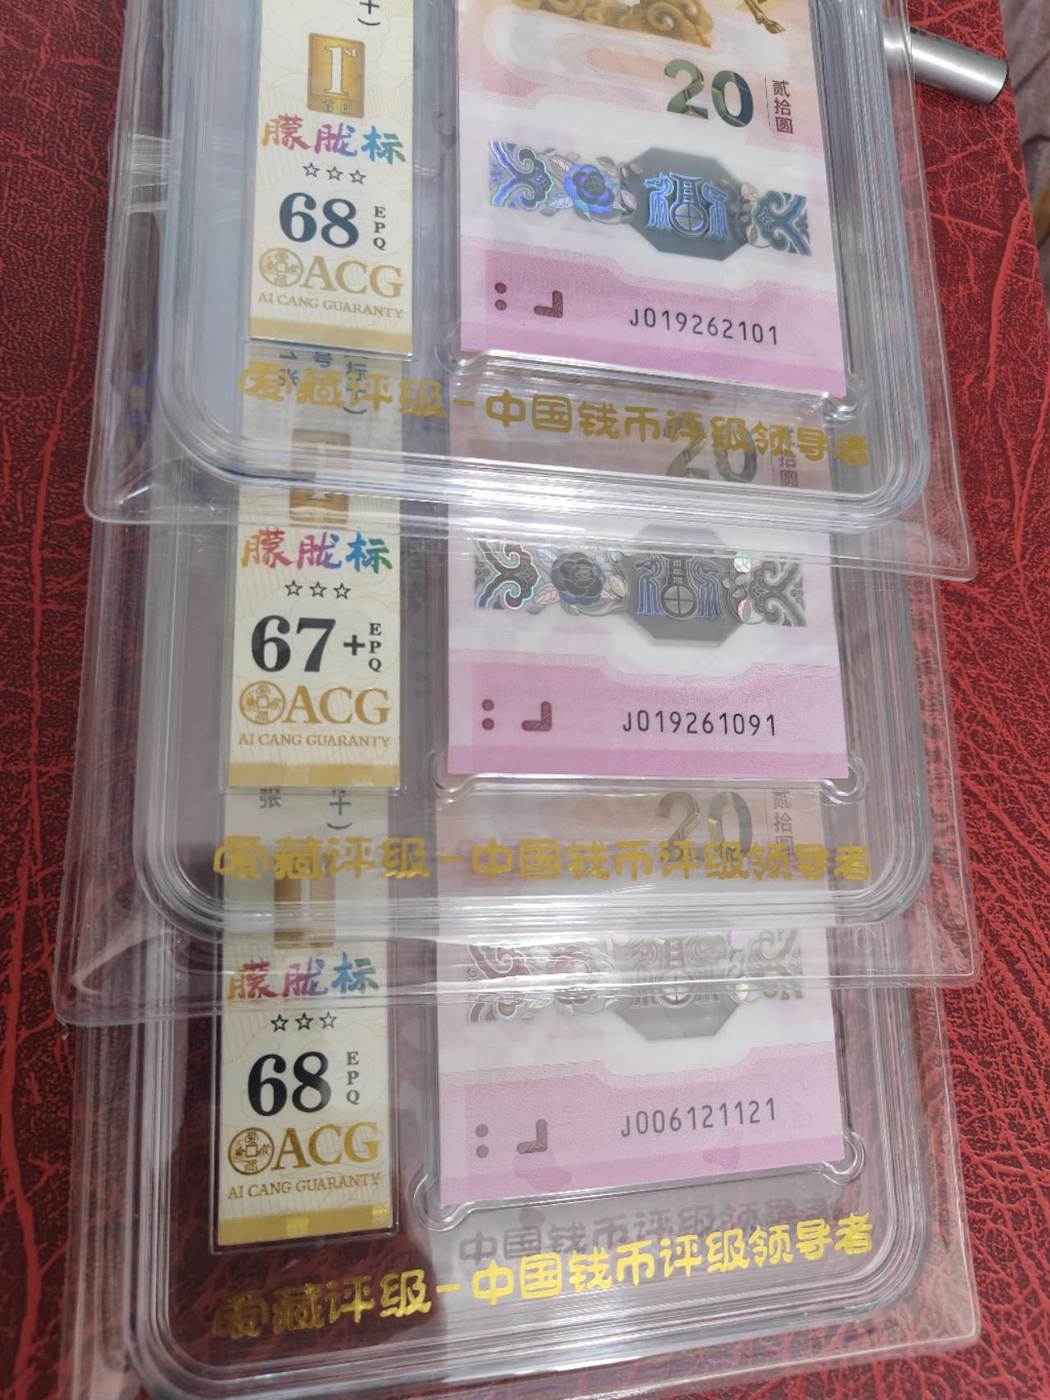 1
朦胧标
☆☆☆
68 EPQ
ACG
AI CANG GUARANTY
20 贰拾圆
J019262101
爱藏评级-中国钱币评级领导者
20 拾圆
朦胧标
☆☆☆
67+ EPQ
ACG
AI CANG GUARANTY
J019261091
张
20 贰拾圆
爱藏评级-中国钱币评级领导者
朦胧标
☆☆☆
68 EPQ
ACG
AI CANG GUARANTY
J006121121
中国钱币评级领导者
爱藏评级-中国钱币评级领导者